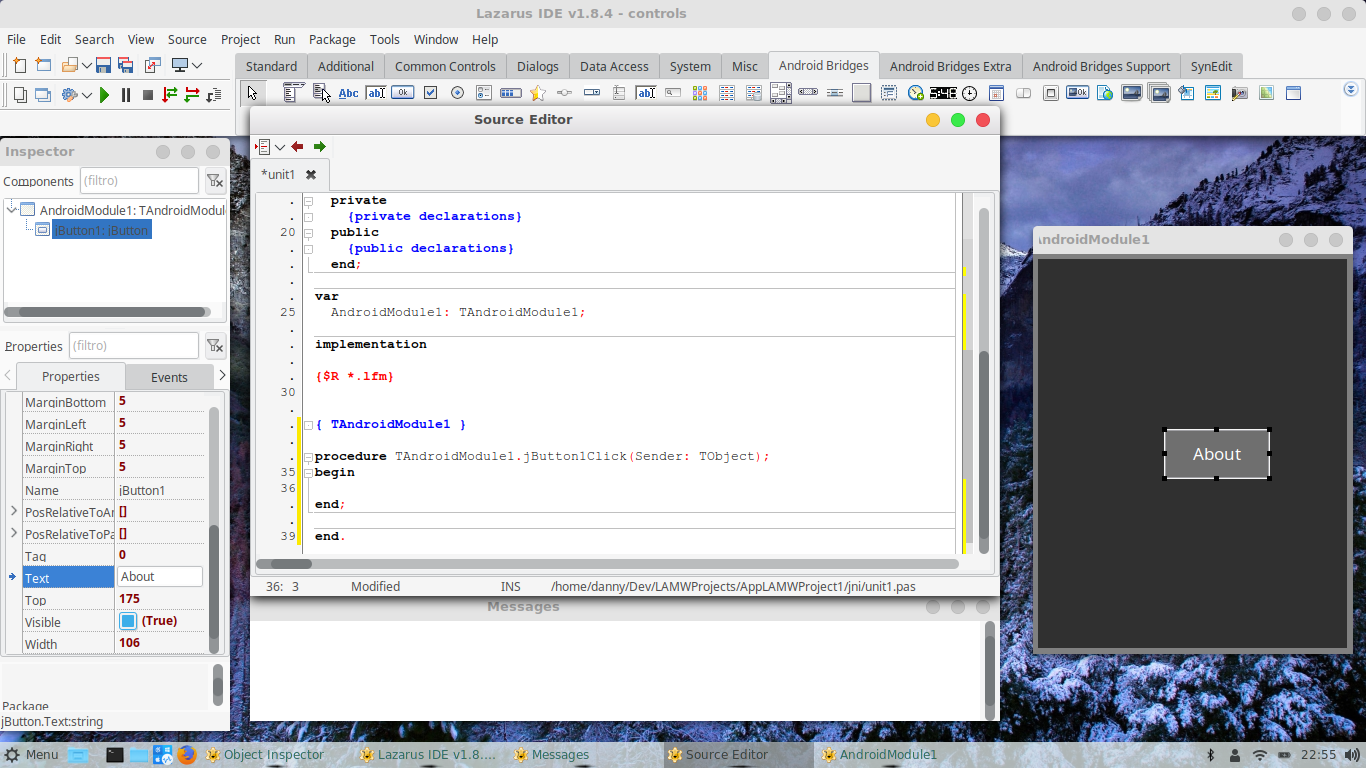 Lazarus IDE v1.8.4 - controls
File Edit Search View Source Project Run Package Tools Window Help
Standard Additional Common Controls Dialogs Data Access System Misc Android Bridges Android Bridges Extra Android Bridges Support SynEdit
Abc abI Ok abI Ok
Inspector
Components (filtro)
AndroidModule1: TAndroidModul
jButton1: jButton
Properties (filtro)
Properties Events
MarginBottom 5
MarginLeft 5
MarginRight 5
MarginTop 5
Name jButton1
PosRelativeToAr []
PosRelativeToPa []
Tag 0
Text About
Top 175
Visible (True)
Width 106
Package
jButton.Text:string
Source Editor
*unit1
. private
. {private declarations}
20 public
. {public declarations}
. end;
.
. var
25 AndroidModule1: TAndroidModule1;
.
. implementation
.
. {$R *.lfm}
30
.
. { TAndroidModule1 }
.
. procedure TAndroidModule1.jButton1Click(Sender: TObject);
35 begin
36
. end;
.
39 end.
36: 3 Modified INS /home/danny/Dev/LAMWProjects/AppLAMWProject1/jni/unit1.pas
Messages
AndroidModule1
About
Menu Object Inspector Lazarus IDE v1.8.... Messages Source Editor AndroidModule1 22:55